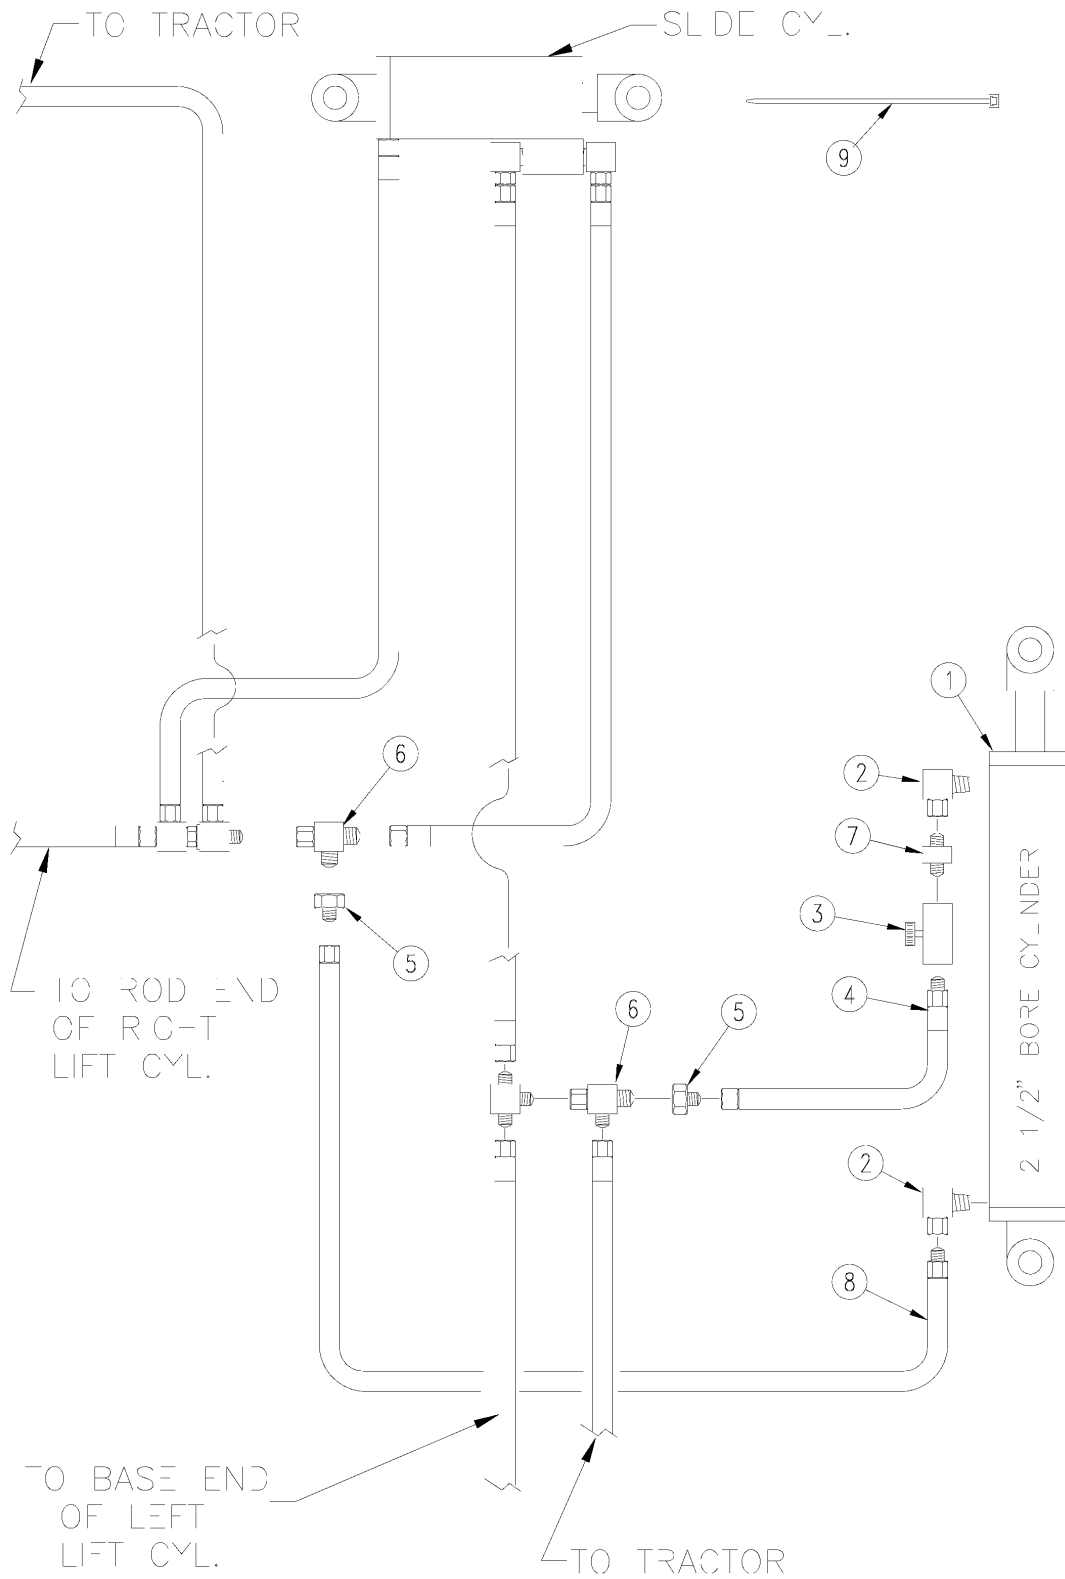 TO TRACTOR
SLIDE CYL.
9
1
6
2
7
3
5
4
TO ROD END
OF RIGHT
LIFT CYL.
6
5
2 1/2" BORE CYLINDER
2
8
TO BASE END
OF LEFT
LIFT CYL.
TO TRACTOR